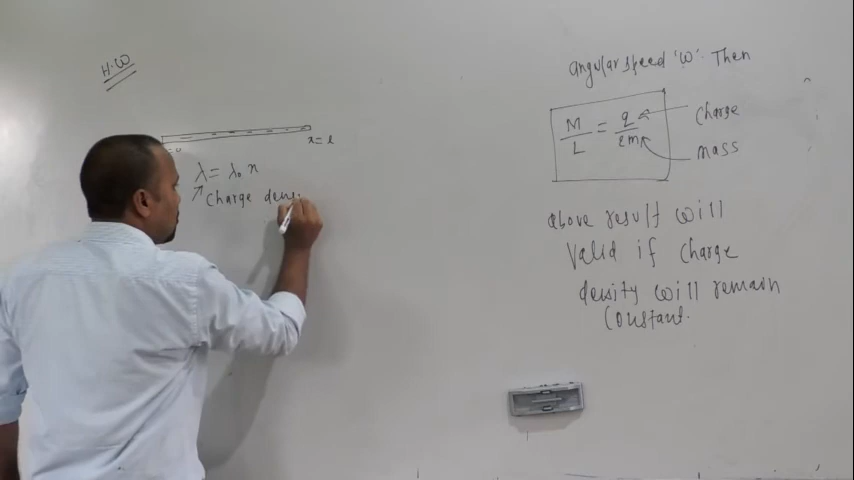 H.W
x = l
= 0
λ = λ₀ x
Charge dens
angular speed 'ω'. Then
M/L = q/2m
Charge
mass
above result will
Valid if charge
density will remain
Constant.